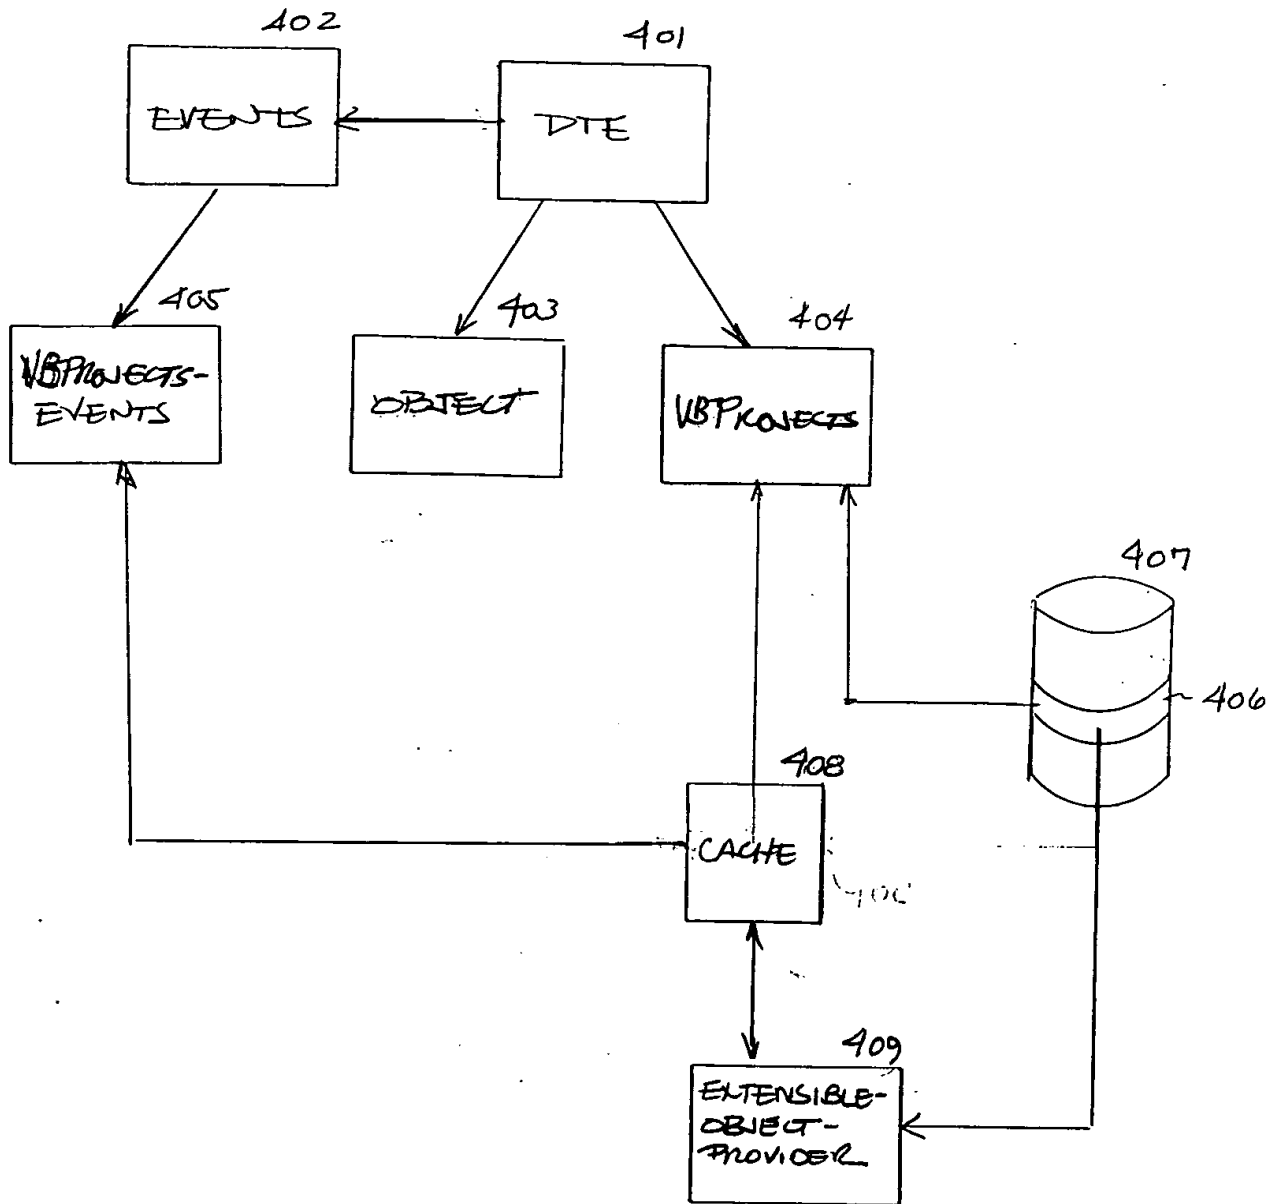 402
401
EVENTS
DTE
405
403
404
VBPROJECTS-
EVENTS
OBJECT
VBPROJECTS
407
406
408
CACHE
409
EXTENSIBLE-
OBJECT-
PROVIDER